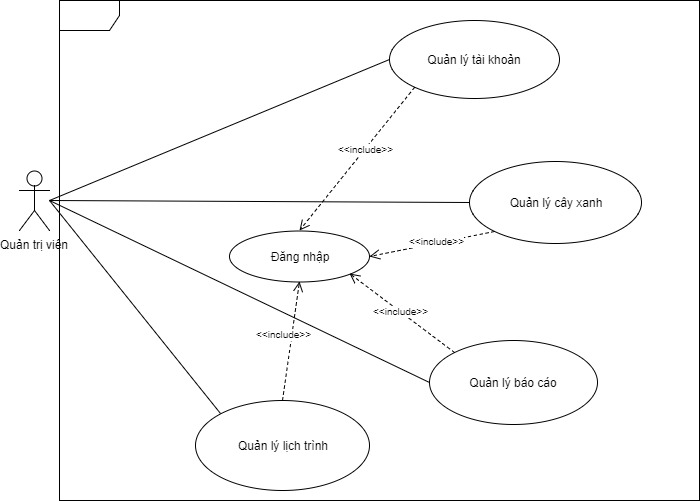 Quản lý tài khoản
<<include>>
Quản lý cây xanh
Quản trị viên
<<include>>
Đăng nhập
<<include>>
<<include>>
Quản lý báo cáo
Quản lý lịch trình